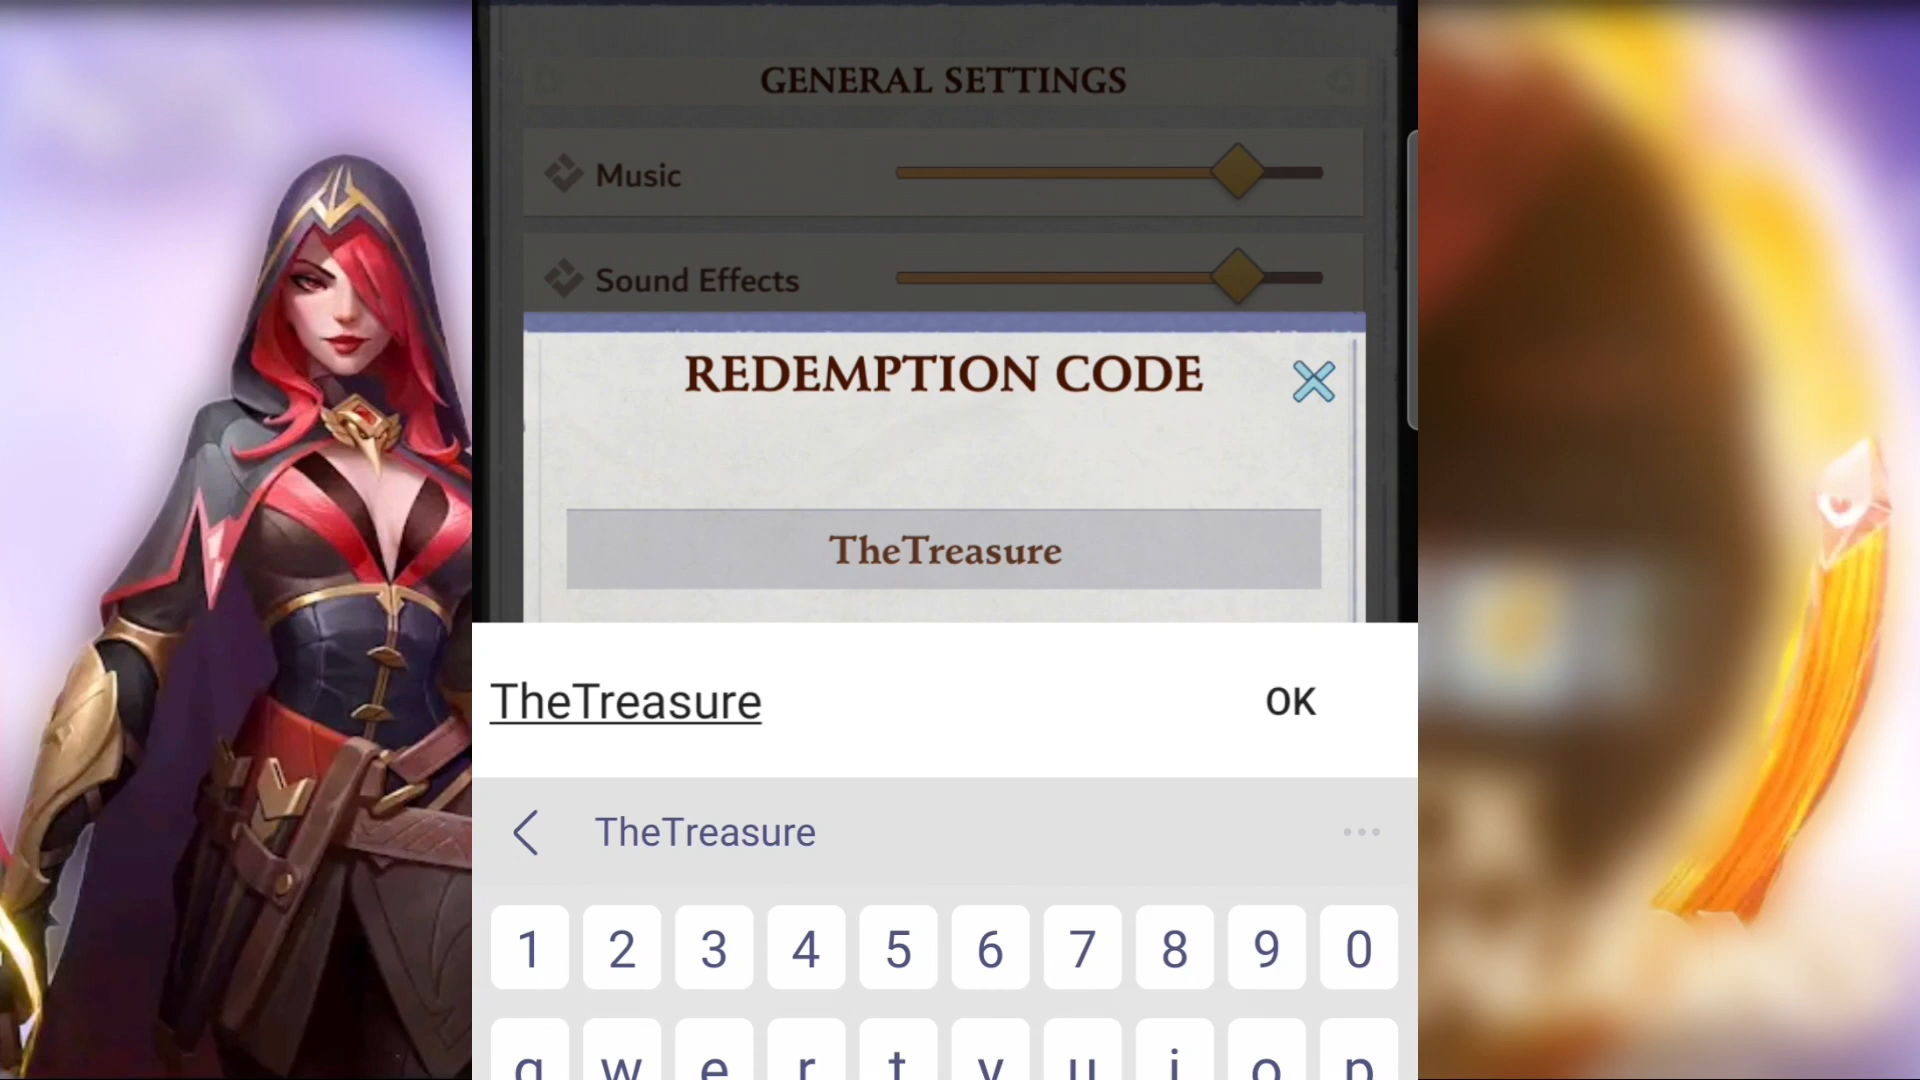 GENERAL SETTINGS
Music
Sound Effects
REDEMPTION CODE
TheTreasure
TheTreasure OK
TheTreasure
1 2 3 4 5 6 7 8 9 0
q w e r t y u i o p